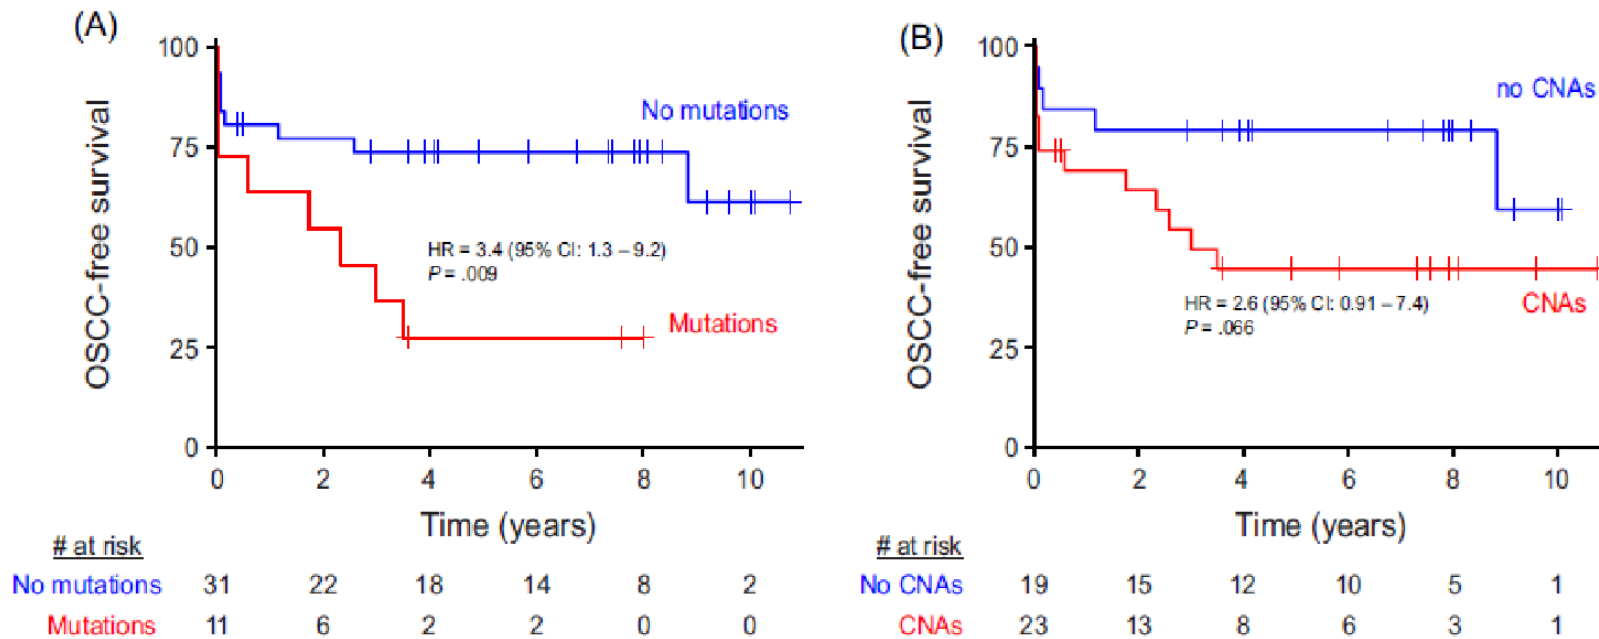 (A)
100
75
50
25
0
OSCC-free survival
No mutations
HR = 3.4 (95% CI: 1.3 – 9.2)
P = .009
Mutations
0 2 4 6 8 10
Time (years)
# at risk
No mutations 31 22 18 14 8 2
Mutations 11 6 2 2 0 0
(B)
100
75
50
25
0
OSCC-free survival
no CNAs
HR = 2.6 (95% CI: 0.91 – 7.4)
P = .066
CNAs
0 2 4 6 8 10
Time (years)
# at risk
No CNAs 19 15 12 10 5 1
CNAs 23 13 8 6 3 1